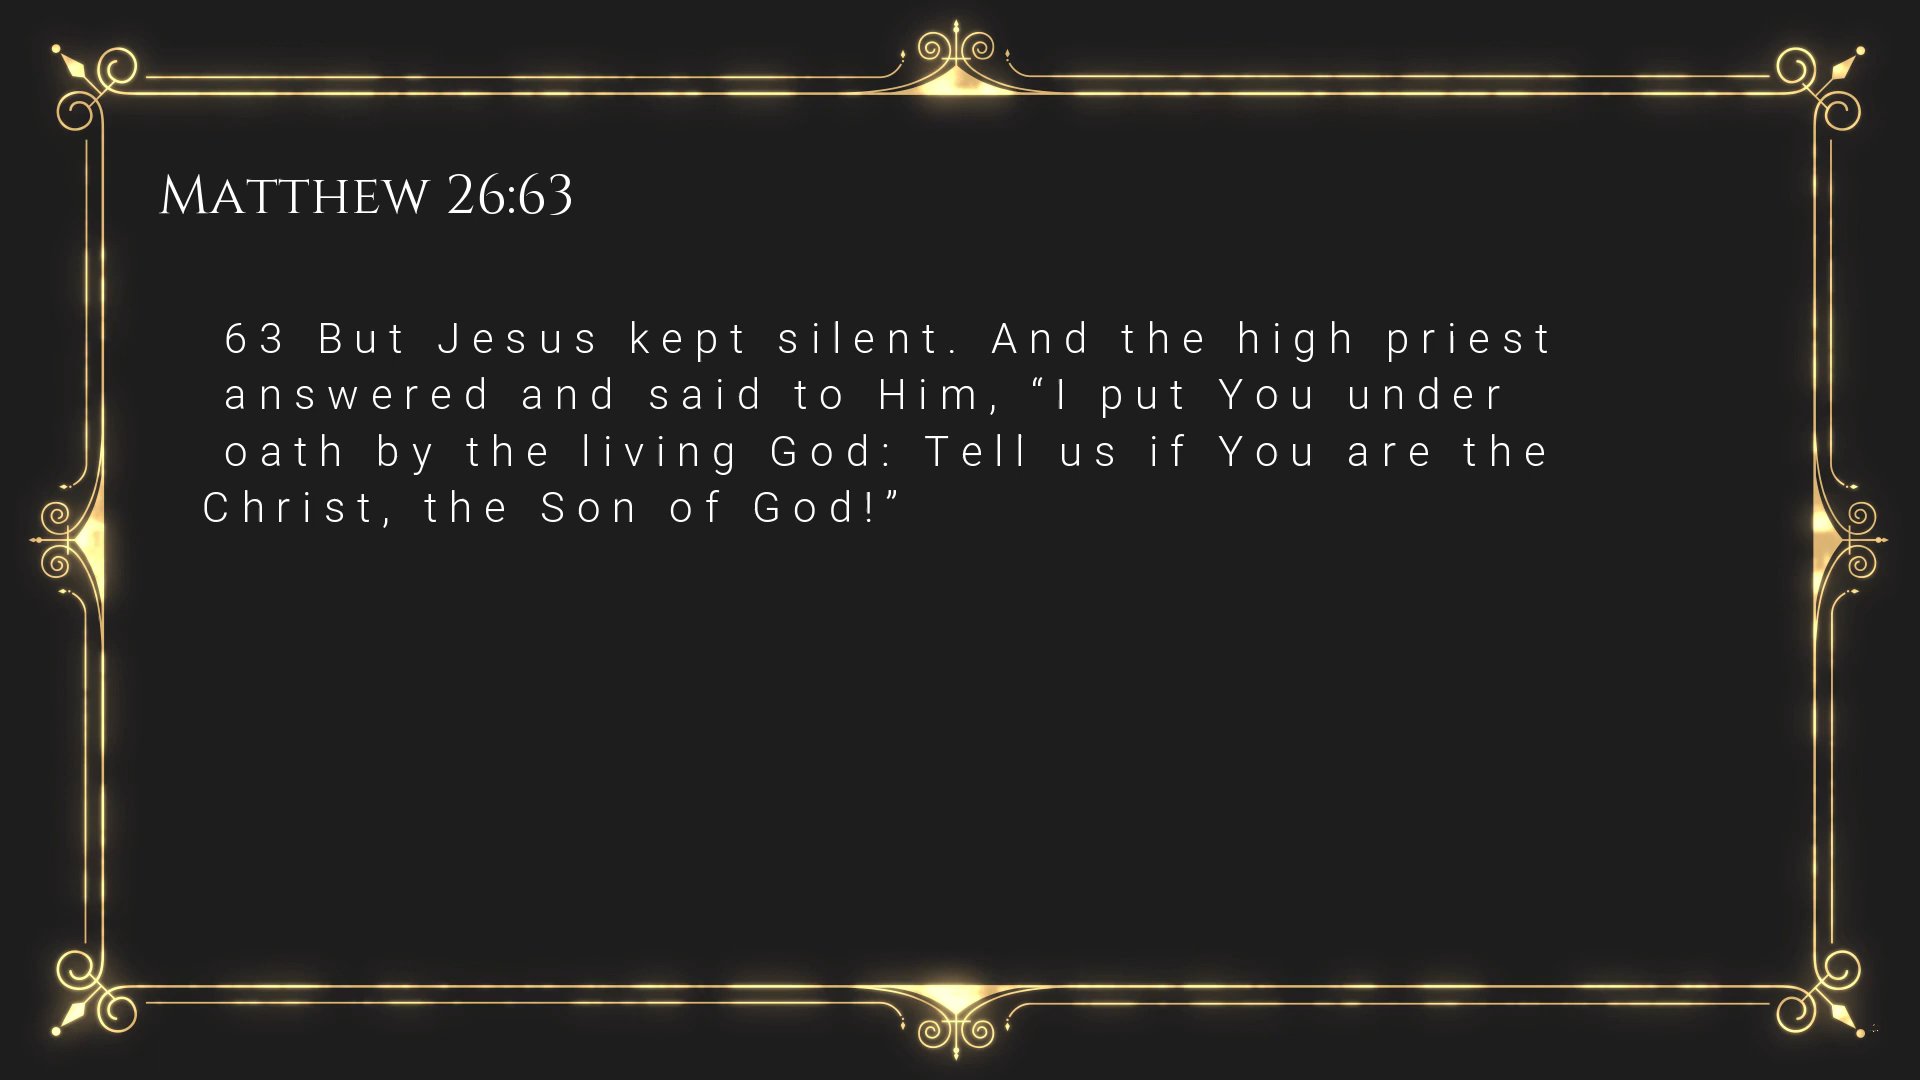 Matthew 26:63
63 But Jesus kept silent. And the high priest
answered and said to Him, “I put You under
oath by the living God: Tell us if You are the
Christ, the Son of God!”